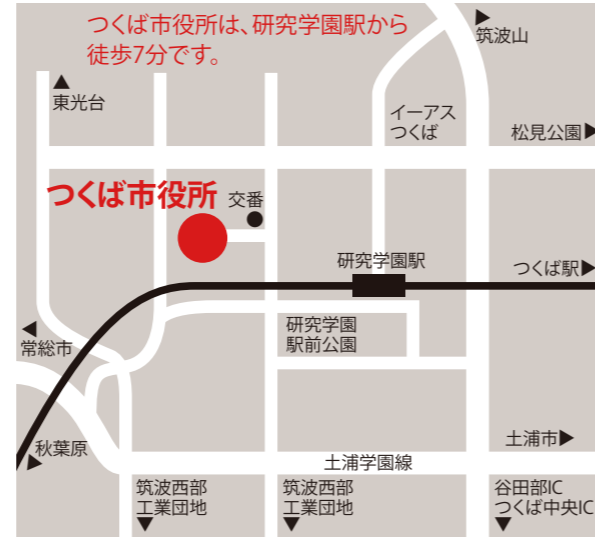 つくば市役所は、研究学園駅から
徒歩7分です。
▶
筑波山
▲
東光台
イーアス
つくば
松見公園▶
つくば市役所
交番
研究学園駅
つくば駅▶
研究学園
駅前公園
◀
常総市
秋葉原
土浦市▶
土浦学園線
筑波西部
工業団地
▼
筑波西部
工業団地
▼
谷田部IC
つくば中央IC
▼